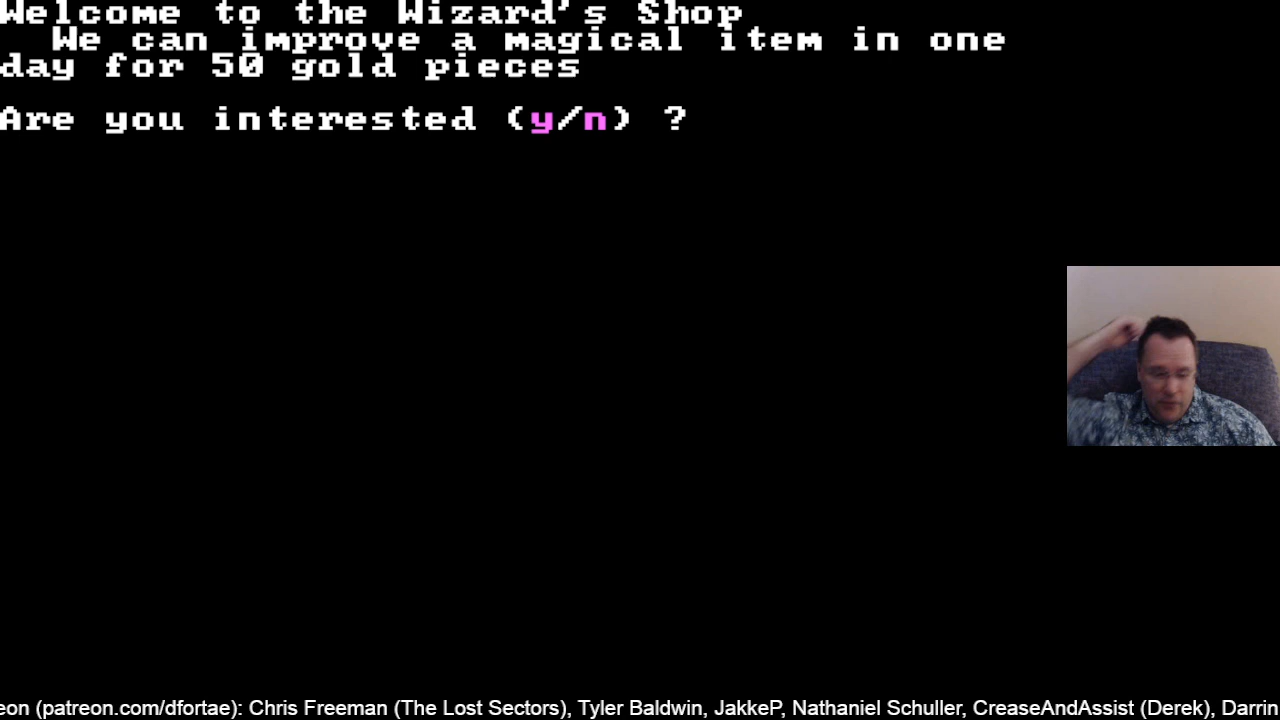 Welcome to the Wizard's Shop
We can improve a magical item in one
day for 50 gold pieces
Are you interested (y/n) ?
eon (patreon.com/dfortae): Chris Freeman (The Lost Sectors), Tyler Baldwin, JakkeP, Nathaniel Schuller, CreaseAndAssist (Derek), Darrin